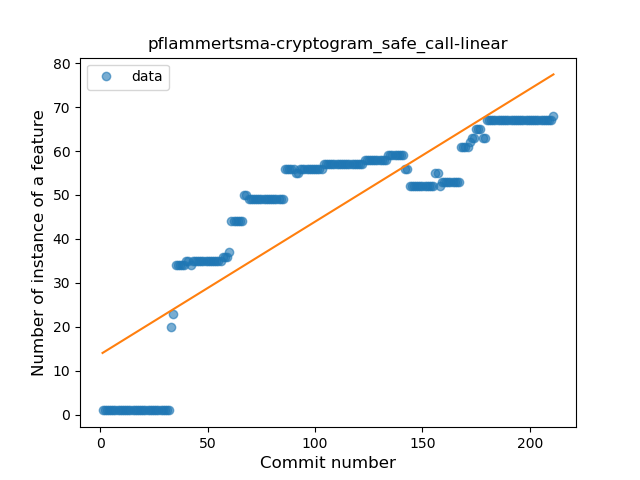 pflammertsma-cryptogram_safe_call-linear
data
Number of instance of a feature
80
70
60
50
40
30
20
10
0
0 50 100 150 200
Commit number